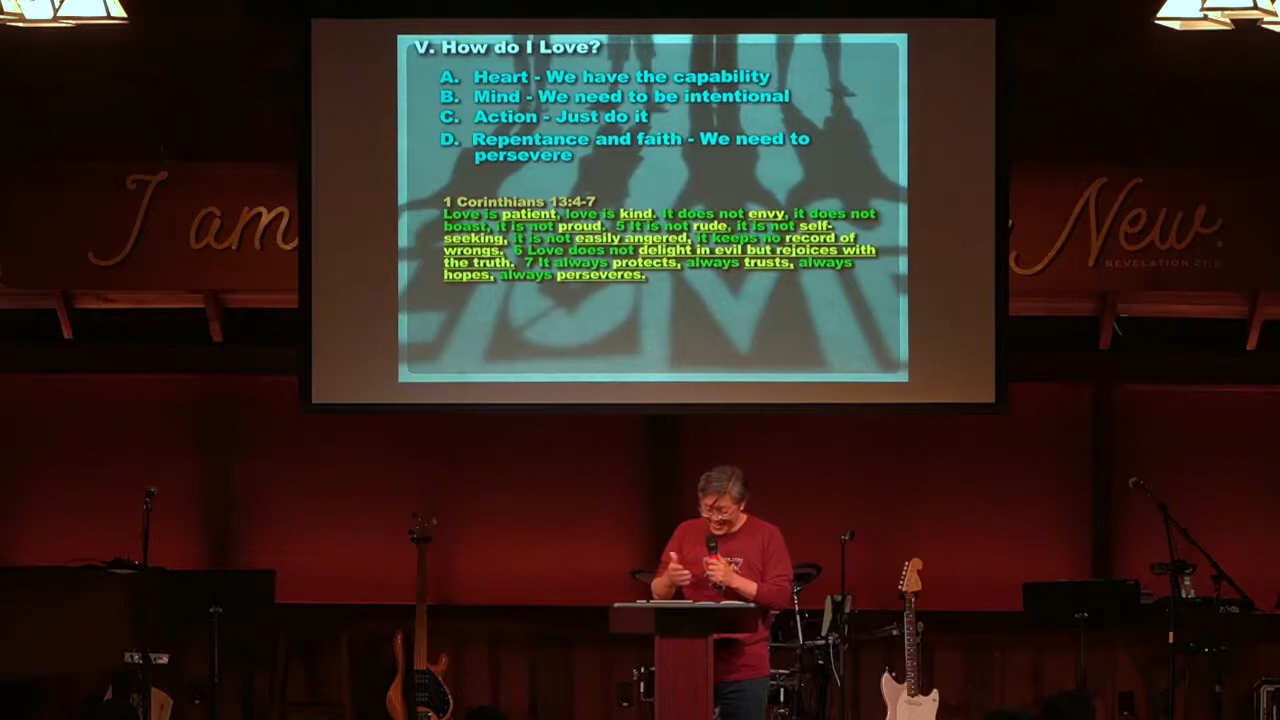 V. How do I Love?
A. Heart - We have the capability
B. Mind - We need to be intentional
C. Action - Just do it
D. Repentance and faith - We need to
persevere
1 Corinthians 13:4-7
Love is patient, love is kind. It does not envy, it does not
boast, it is not proud. 5 It is not rude, it is not self-
seeking, it is not easily angered, it keeps no record of
wrongs. 6 Love does not delight in evil but rejoices with
the truth. 7 It always protects, always trusts, always
hopes, always perseveres.
I am
New.
REVELATION 21:5